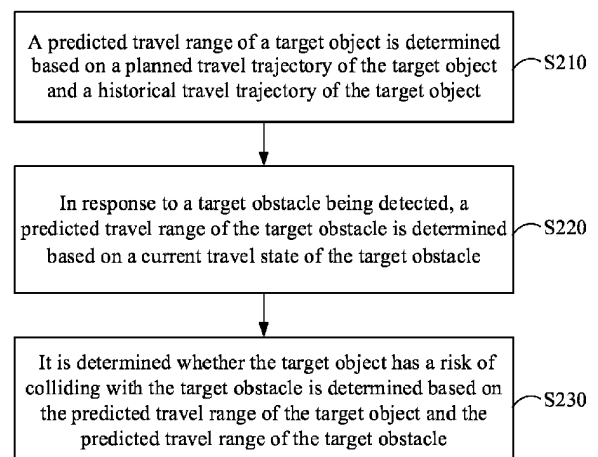 A predicted travel range of a target object is determined
based on a planned travel trajectory of the target object
and a historical travel trajectory of the target object
S210
In response to a target obstacle being detected, a
predicted travel range of the target obstacle is determined
based on a current travel state of the target obstacle
S220
It is determined whether the target object has a risk of
colliding with the target obstacle is determined based on
the predicted travel range of the target object and the
predicted travel range of the target obstacle
S230